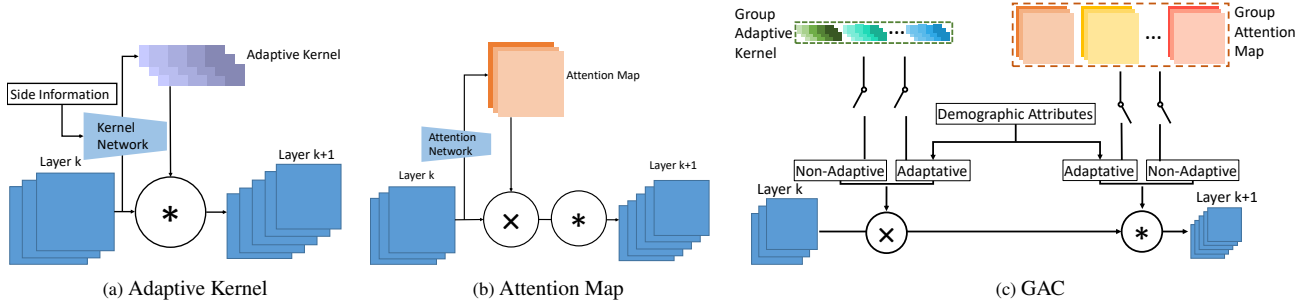 Adaptive Kernel
Side Information
Kernel
Network
Layer k
Layer k+1
*
(a) Adaptive Kernel
Attention Map
Attention
Network
Layer k
Layer k+1
×
*
(b) Attention Map
Group
Adaptive
Kernel
...
...
Group
Attention
Map
Demographic Attributes
Non-Adaptive
Adaptative
Adaptative
Non-Adaptive
Layer k
Layer k+1
×
*
(c) GAC